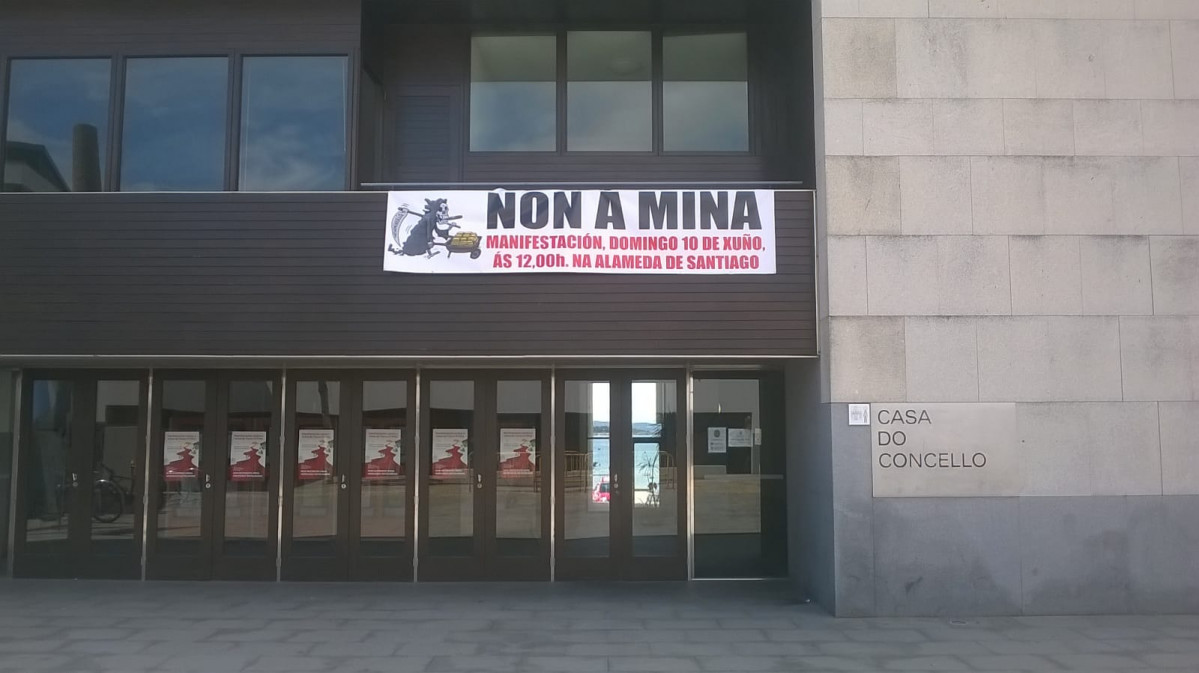 NON Á MINA
MANIFESTACIÓN, DOMINGO 10 DE XUÑO,
ÁS 12,00h. NA ALAMEDA DE SANTIAGO
CASA
DO
CONCELLO